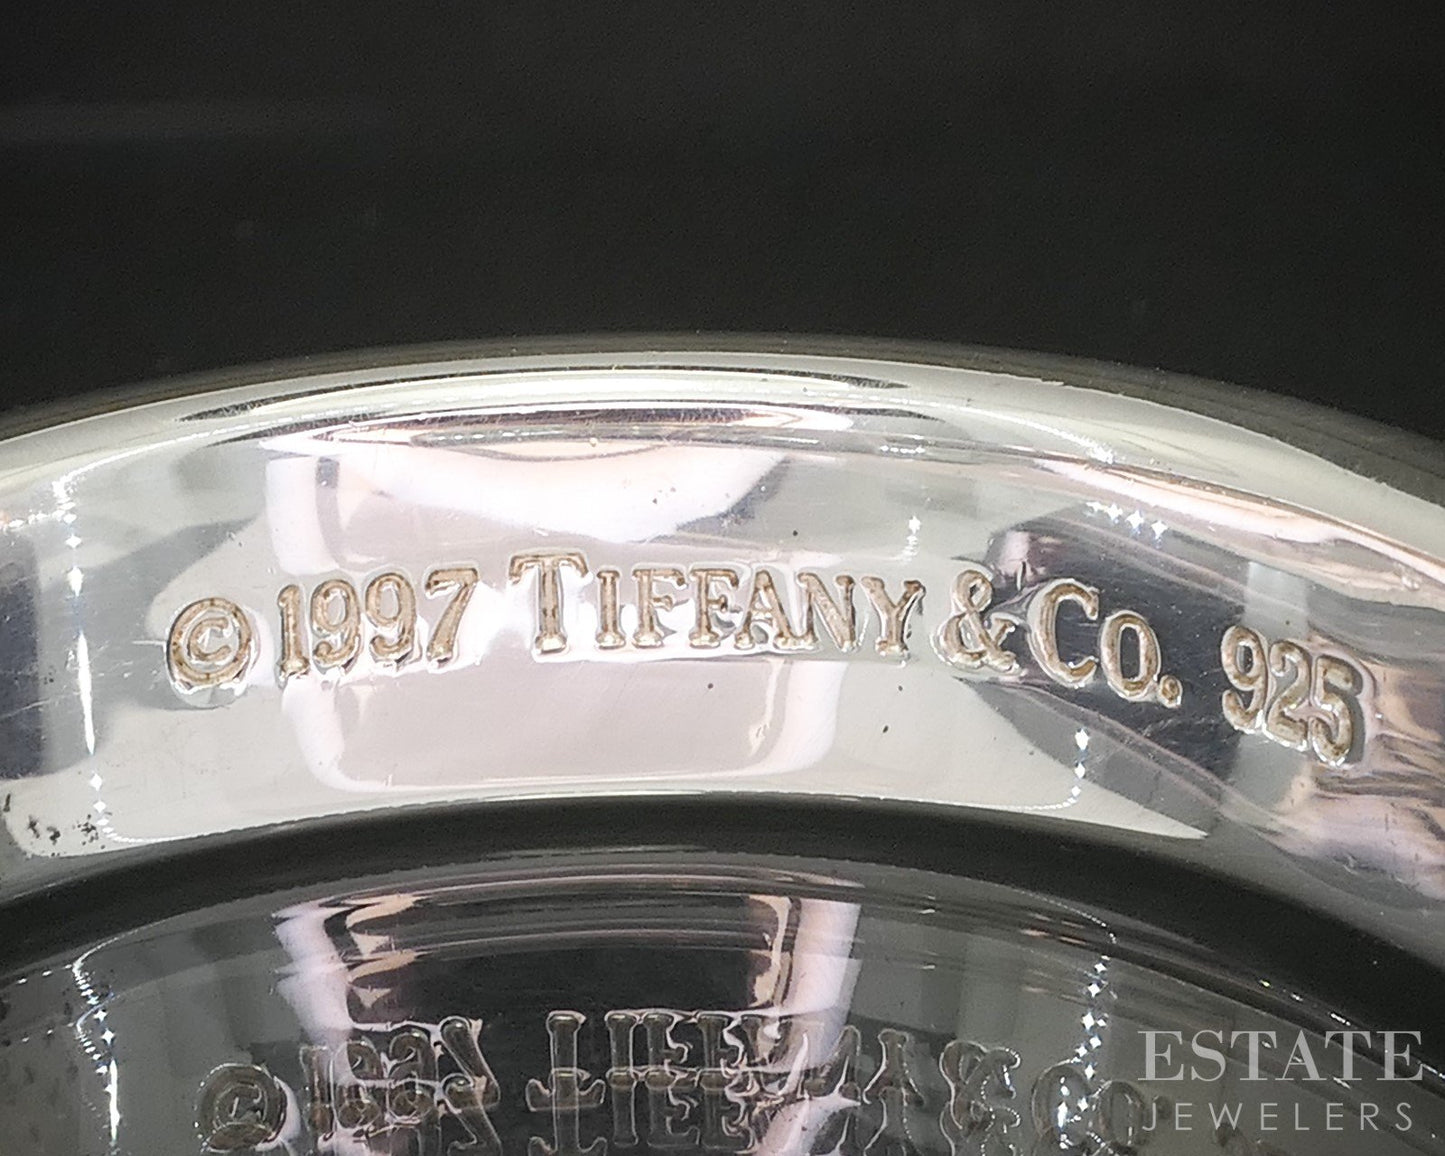 ©1997 TIFFANY & CO. 925
ESTATE
JEWELERS